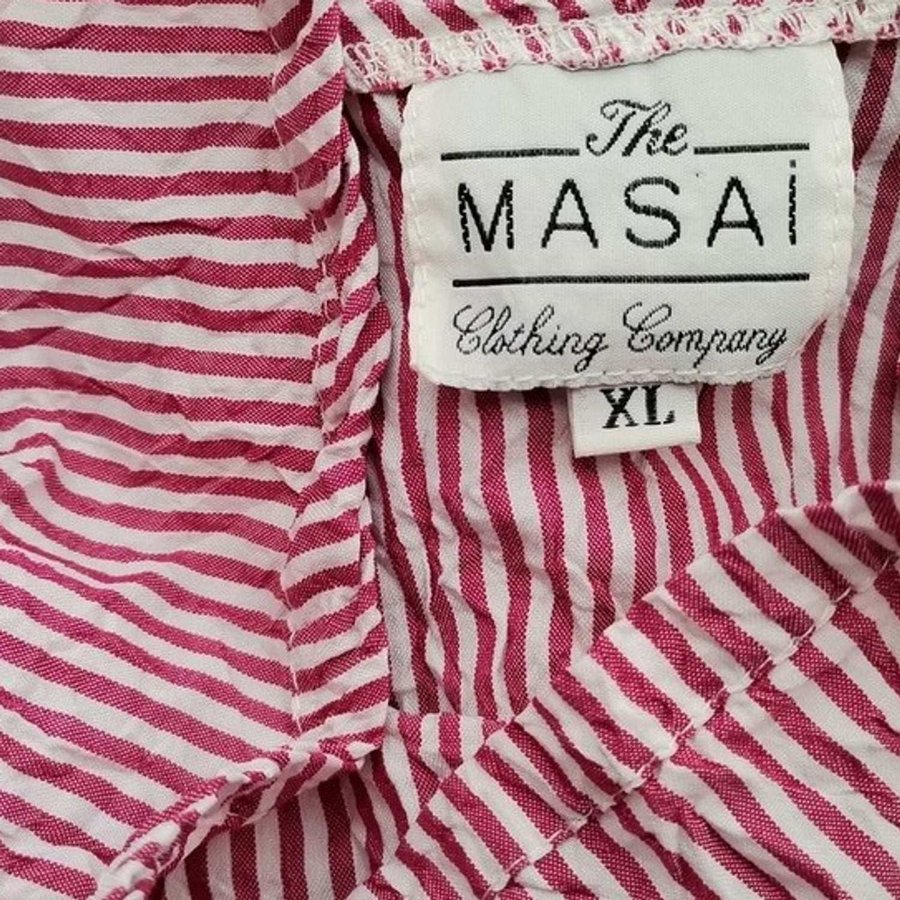 The
MASAi
Clothing Company
XL